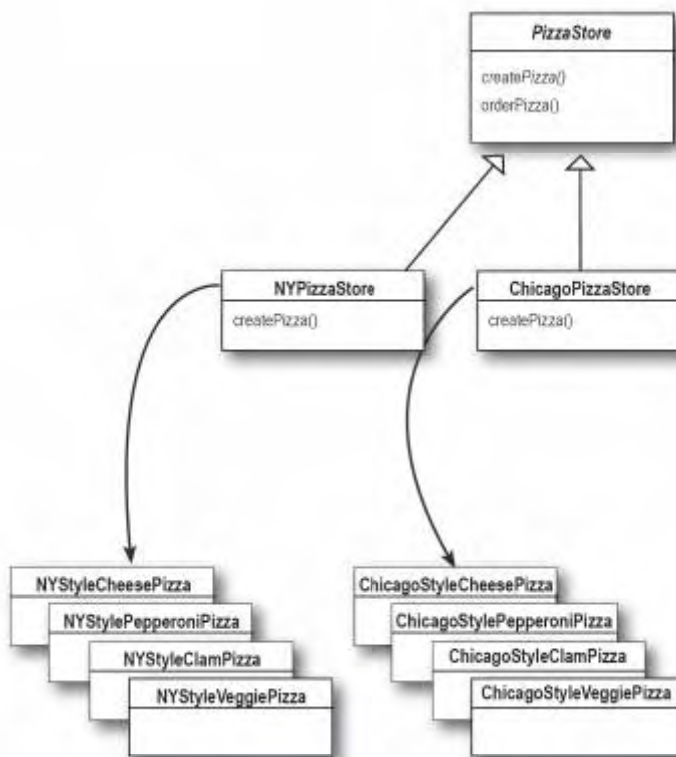 PizzaStore
createPizza()
orderPizza()
NYPizzaStore
createPizza()
ChicagoPizzaStore
createPizza()
NYStyleCheesePizza
NYStylePepperoniPizza
NYStyleClamPizza
NYStyleVeggiePizza
ChicagoStyleCheesePizza
ChicagoStylePepperoniPizza
ChicagoStyleClamPizza
ChicagoStyleVeggiePizza